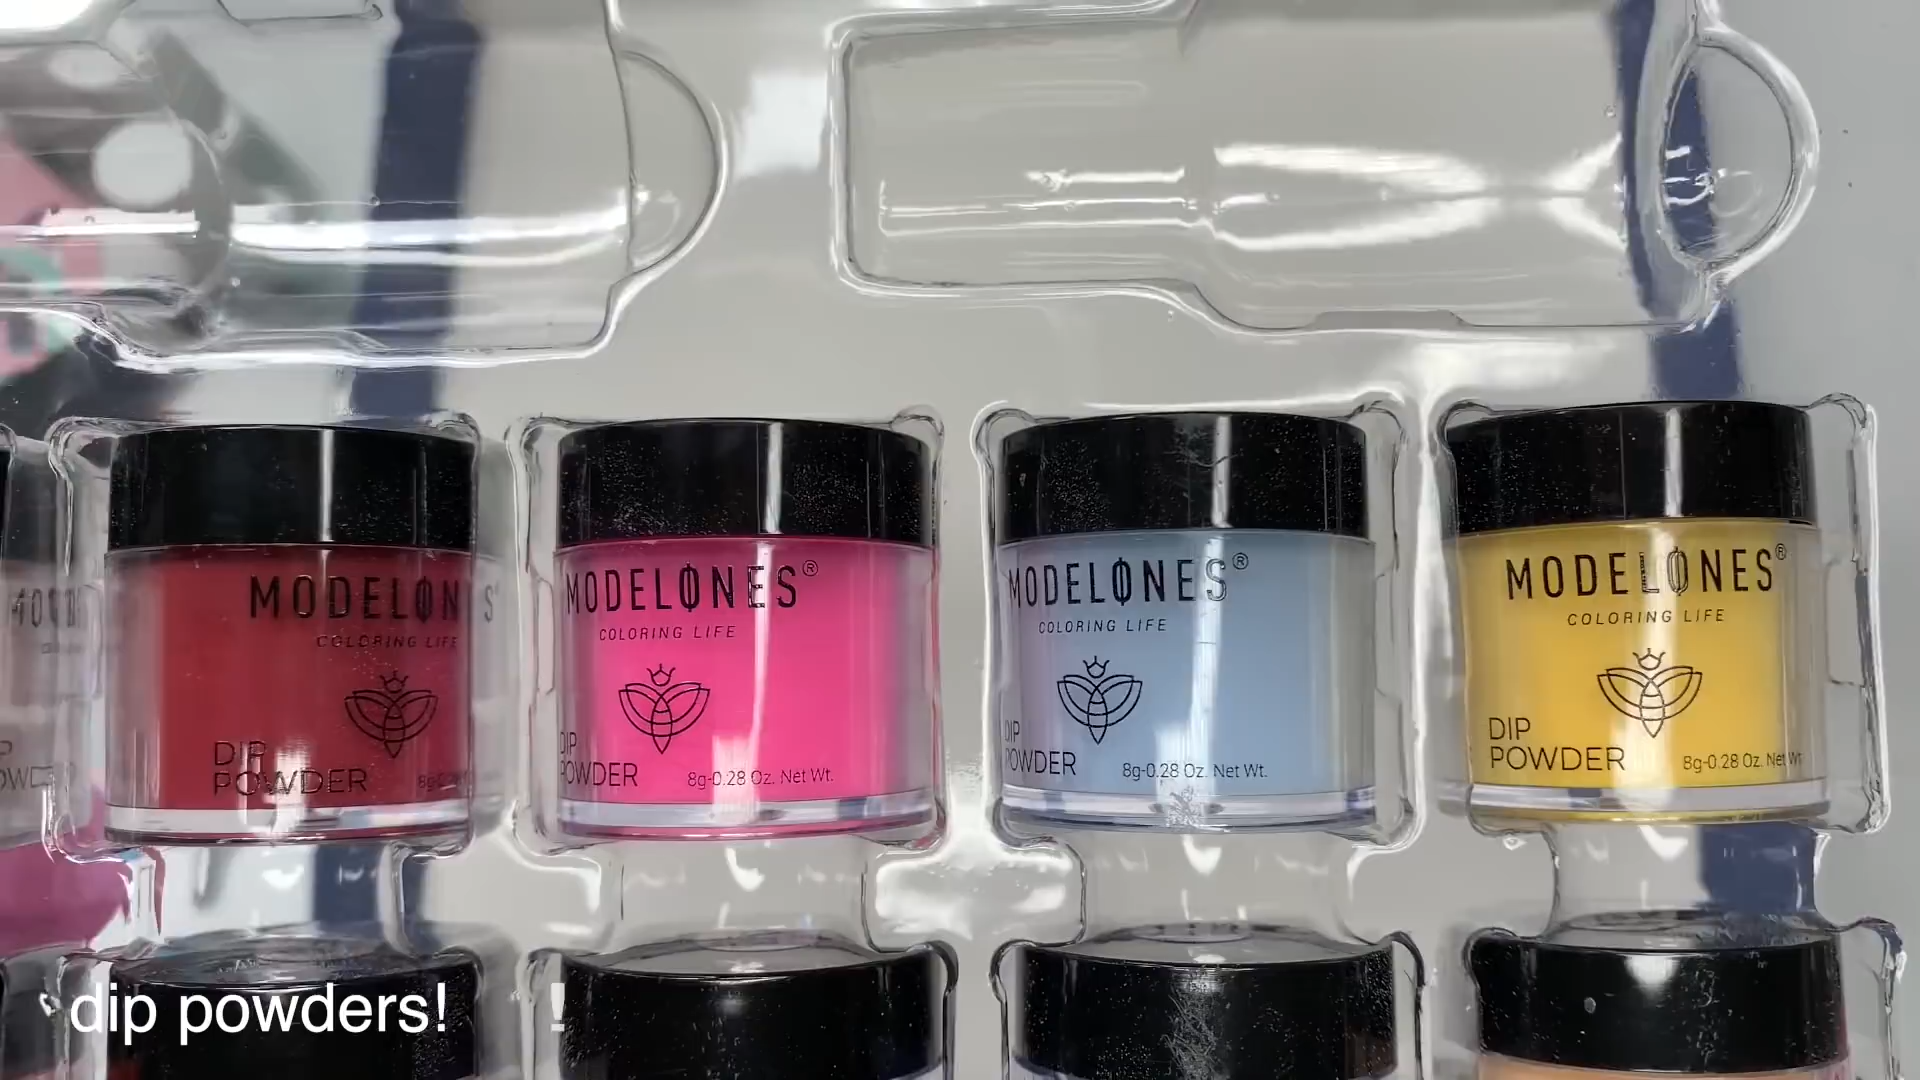 MODELONES
COLORING LIFE
DIP
POWDER
MODELONES®
COLORING LIFE
DIP
POWDER
8g-0.28 Oz. Net Wt.
MODELONES®
COLORING LIFE
DIP
POWDER
8g-0.28 Oz. Net Wt.
MODELONES®
COLORING LIFE
DIP
POWDER
8g-0.28 Oz. Net Wt.
dip powders! !